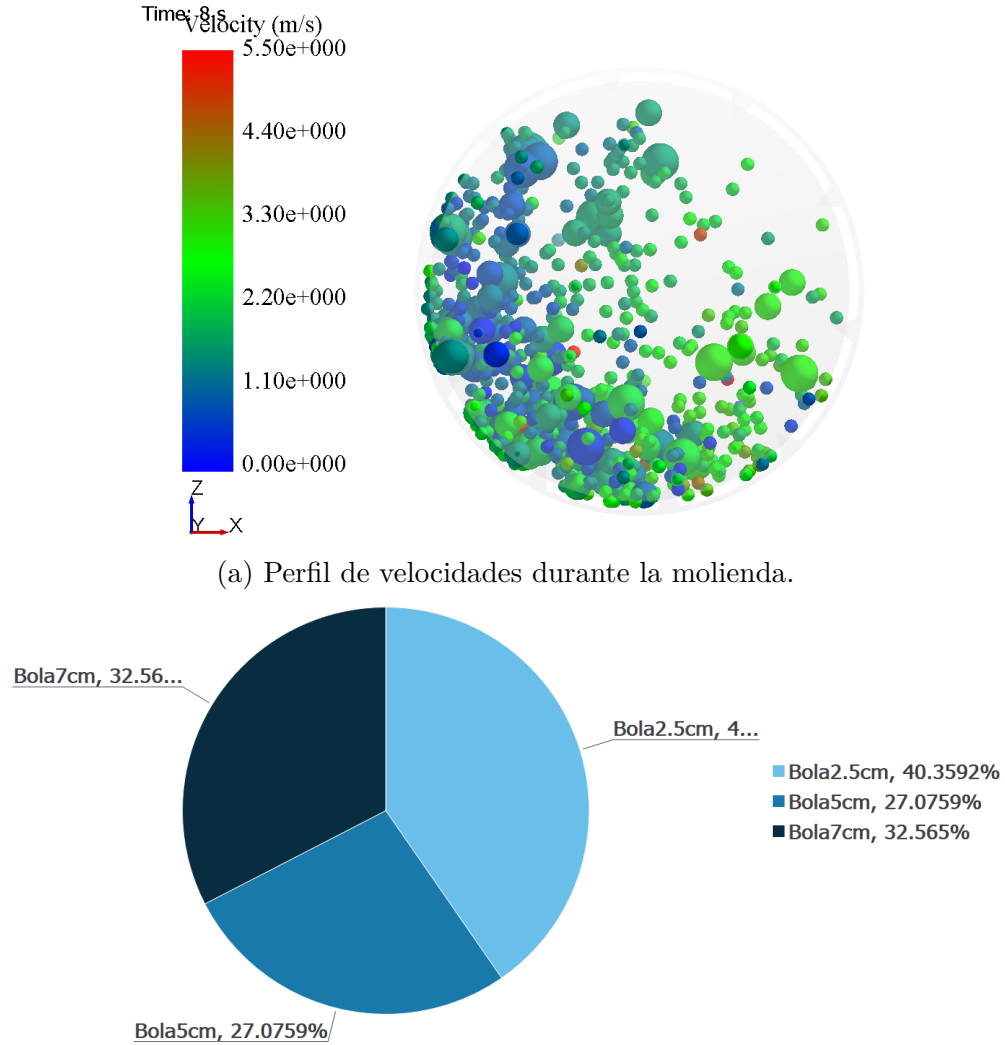 Time: 8 s
Velocity (m/s)
5.50e+000
4.40e+000
3.30e+000
2.20e+000
1.10e+000
0.00e+000
Z
Y
X
(a) Perfil de velocidades durante la molienda.
Bola7cm, 32.56...
Bola2.5cm, 4...
Bola2.5cm, 40.3592%
Bola5cm, 27.0759%
Bola7cm, 32.565%
Bola5cm, 27.0759%